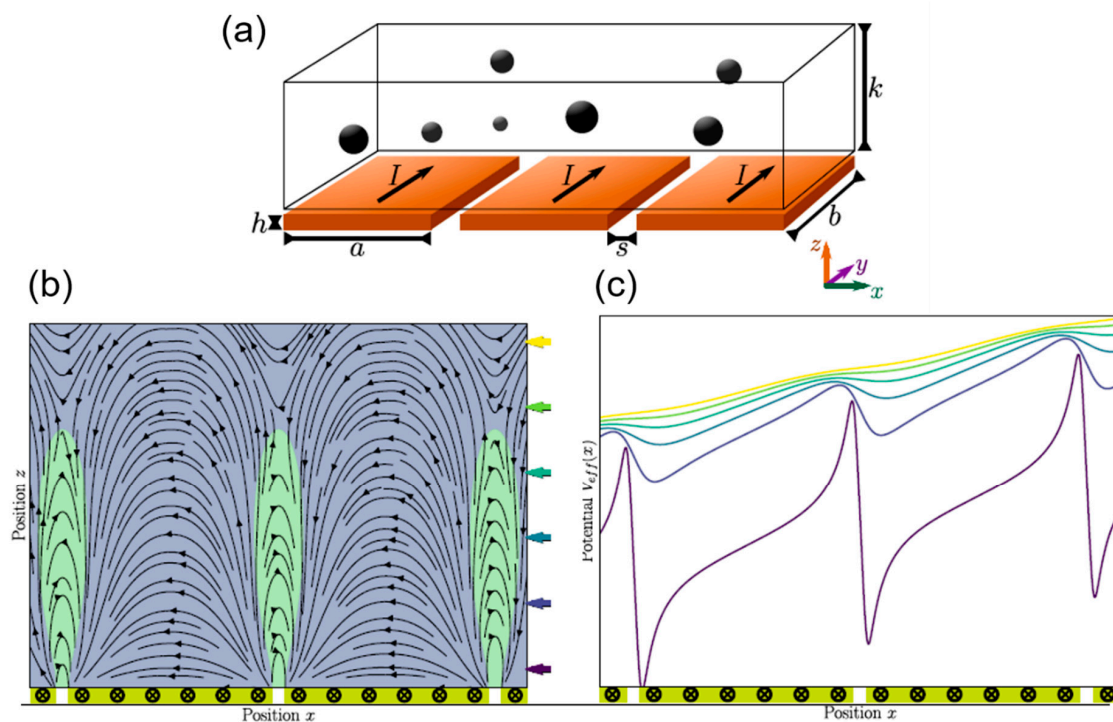 (a)
k
I
I
I
h
a
s
b
z
y
x
(b)
(c)
Position z
Potential V_eff(x)
Position x
Position x